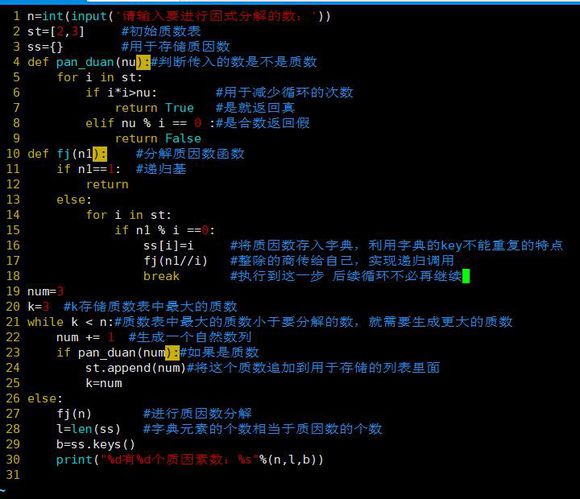 1 n=int(input('请输入要进行因式分解的数：'))
2 st=[2,3]     #初始质数表
3 ss={}        #用于存储质因数
4 def pan_duan(nu):#判断传入的数是不是质数
5     for i in st:
6         if i*i>nu:        #用于减少循环的次数
7             return True   #是就返回真
8         elif nu % i == 0 :#是合数返回假
9             return False
10 def fj(n1):    #分解质因数函数
11     if n1==1:  #递归基
12         return
13     else:
14         for i in st:
15             if n1 % i ==0:
16                 ss[i]=i     #将质因数存入字典，利用字典的key不能重复的特点
17                 fj(n1//i)   #整除的商传给自己，实现递归调用
18                 break       #执行到这一步 后续循环不必再继续
19 num=3
20 k=3  #k存储质数表中最大的质数
21 while k < n:#质数表中最大的质数小于要分解的数，就需要生成更大的质数
22     num += 1  #生成一个自然数列
23     if pan_duan(num):#如果是质数
24         st.append(num)#将这个质数追加到用于存储的列表里面
25         k=num
26 else:
27     fj(n)       #进行质因数分解
28     l=len(ss)   #字典元素的个数相当于质因数的个数
29     b=ss.keys()
30     print("%d有%d个质因素数：%s"%(n,l,b))
31
~